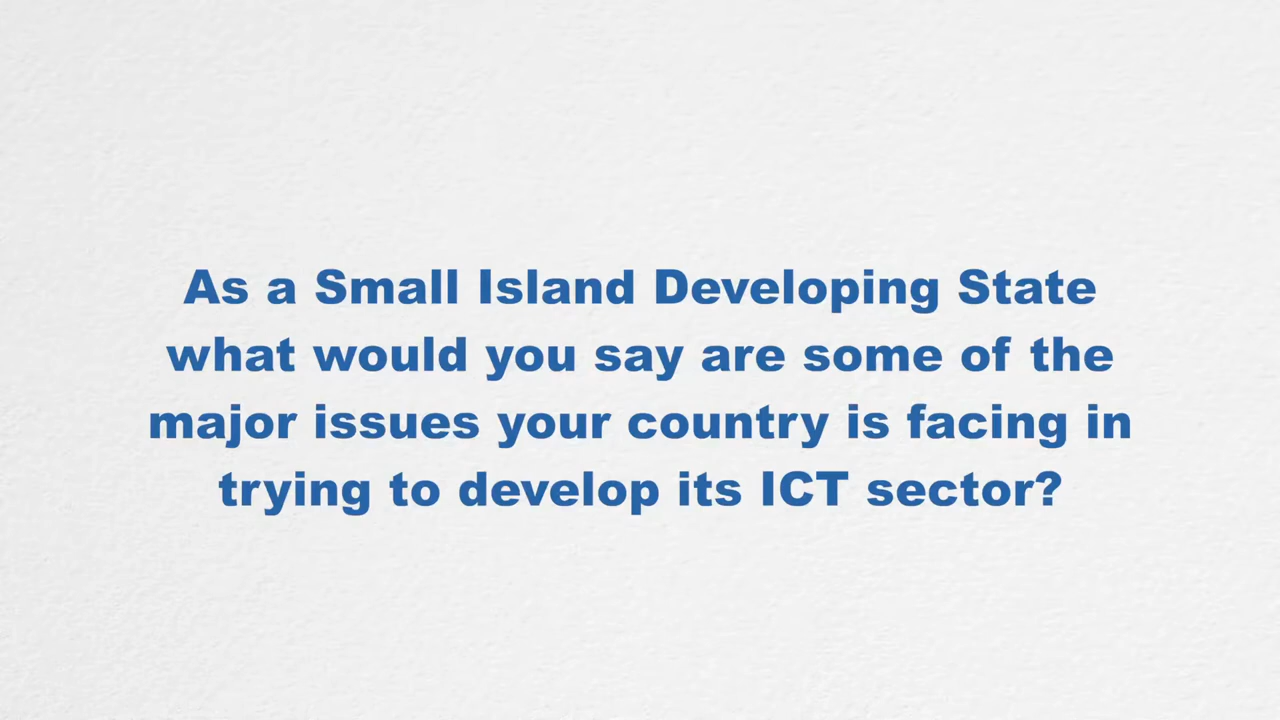 As a Small Island Developing State
what would you say are some of the
major issues your country is facing in
trying to develop its ICT sector?